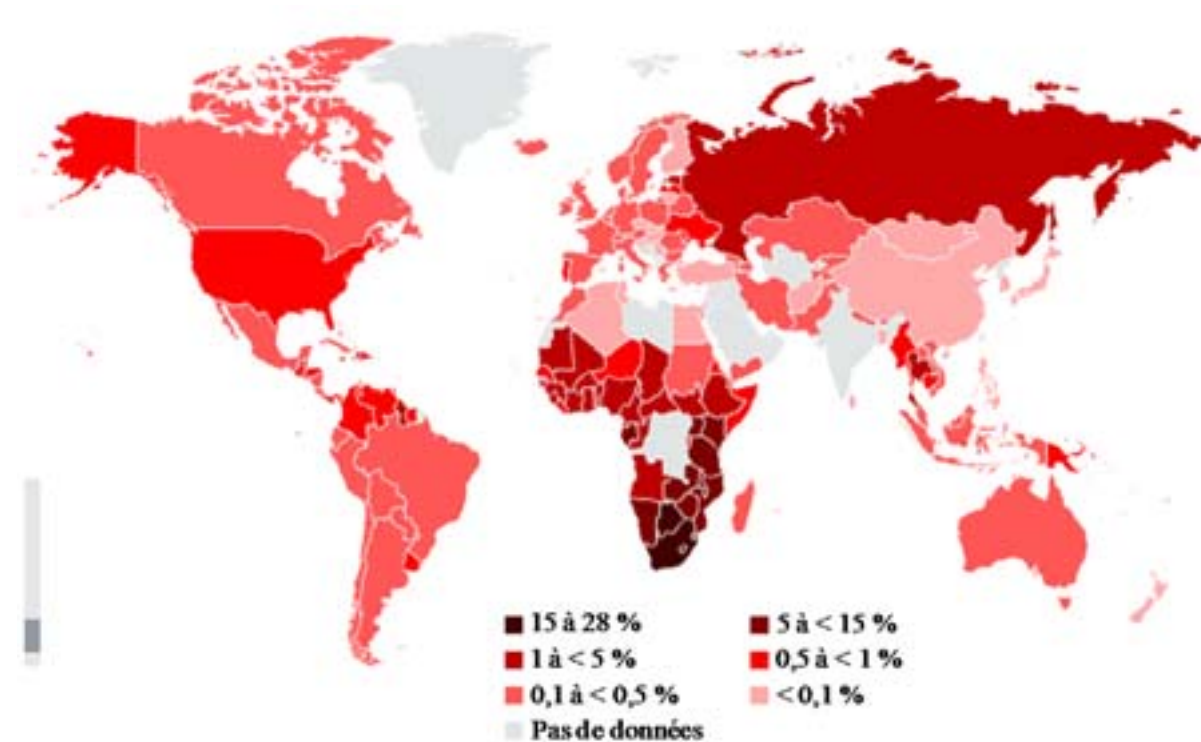 15 à 28 %
5 à < 15 %
1 à < 5 %
0,5 à < 1 %
0,1 à < 0,5 %
< 0,1 %
Pas de données